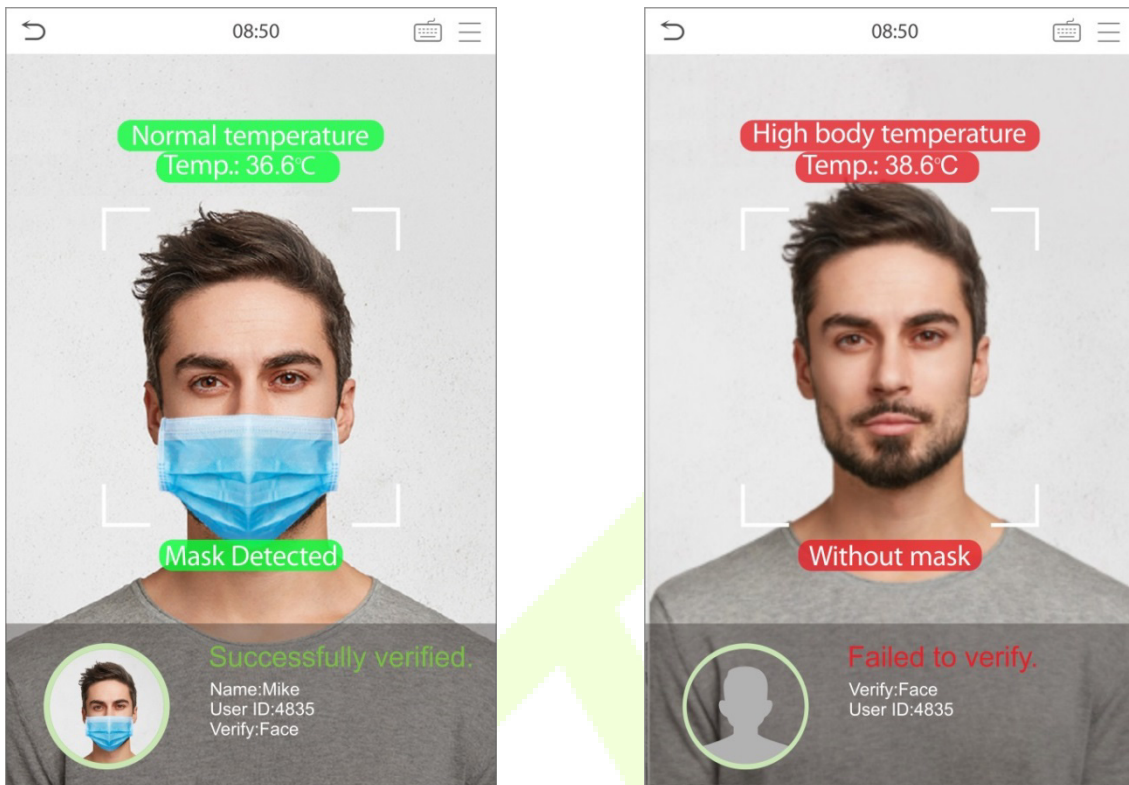 08:50
Normal temperature
Temp.: 36.6°C
Mask Detected
Successfully verified.
Name:Mike
User ID:4835
Verify:Face
08:50
High body temperature
Temp.: 38.6°C
Without mask
Failed to verify.
Verify:Face
User ID:4835